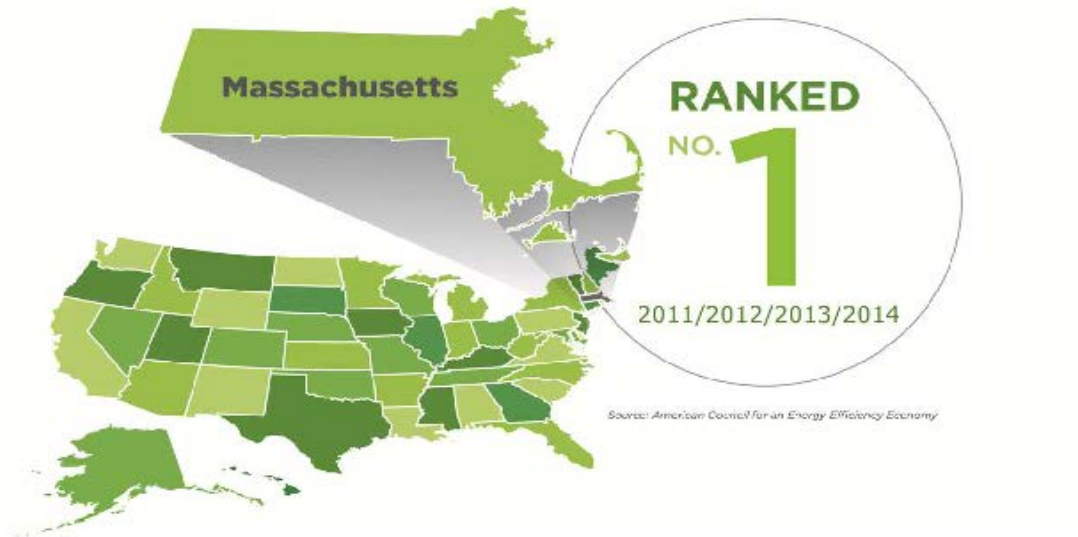 Massachusetts
RANKED
NO. 1
2011/2012/2013/2014
Source: American Council for an Energy Efficiency Economy